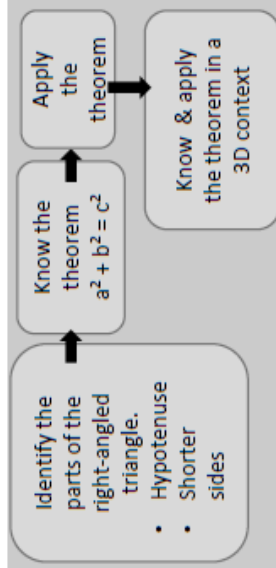 Identify the
parts of the
right-angled
triangle.
• Hypotenuse
• Shorter
sides
Know the
theorem
a² + b² = c²
Apply
the
theorem
Know & apply
the theorem in a
3D context